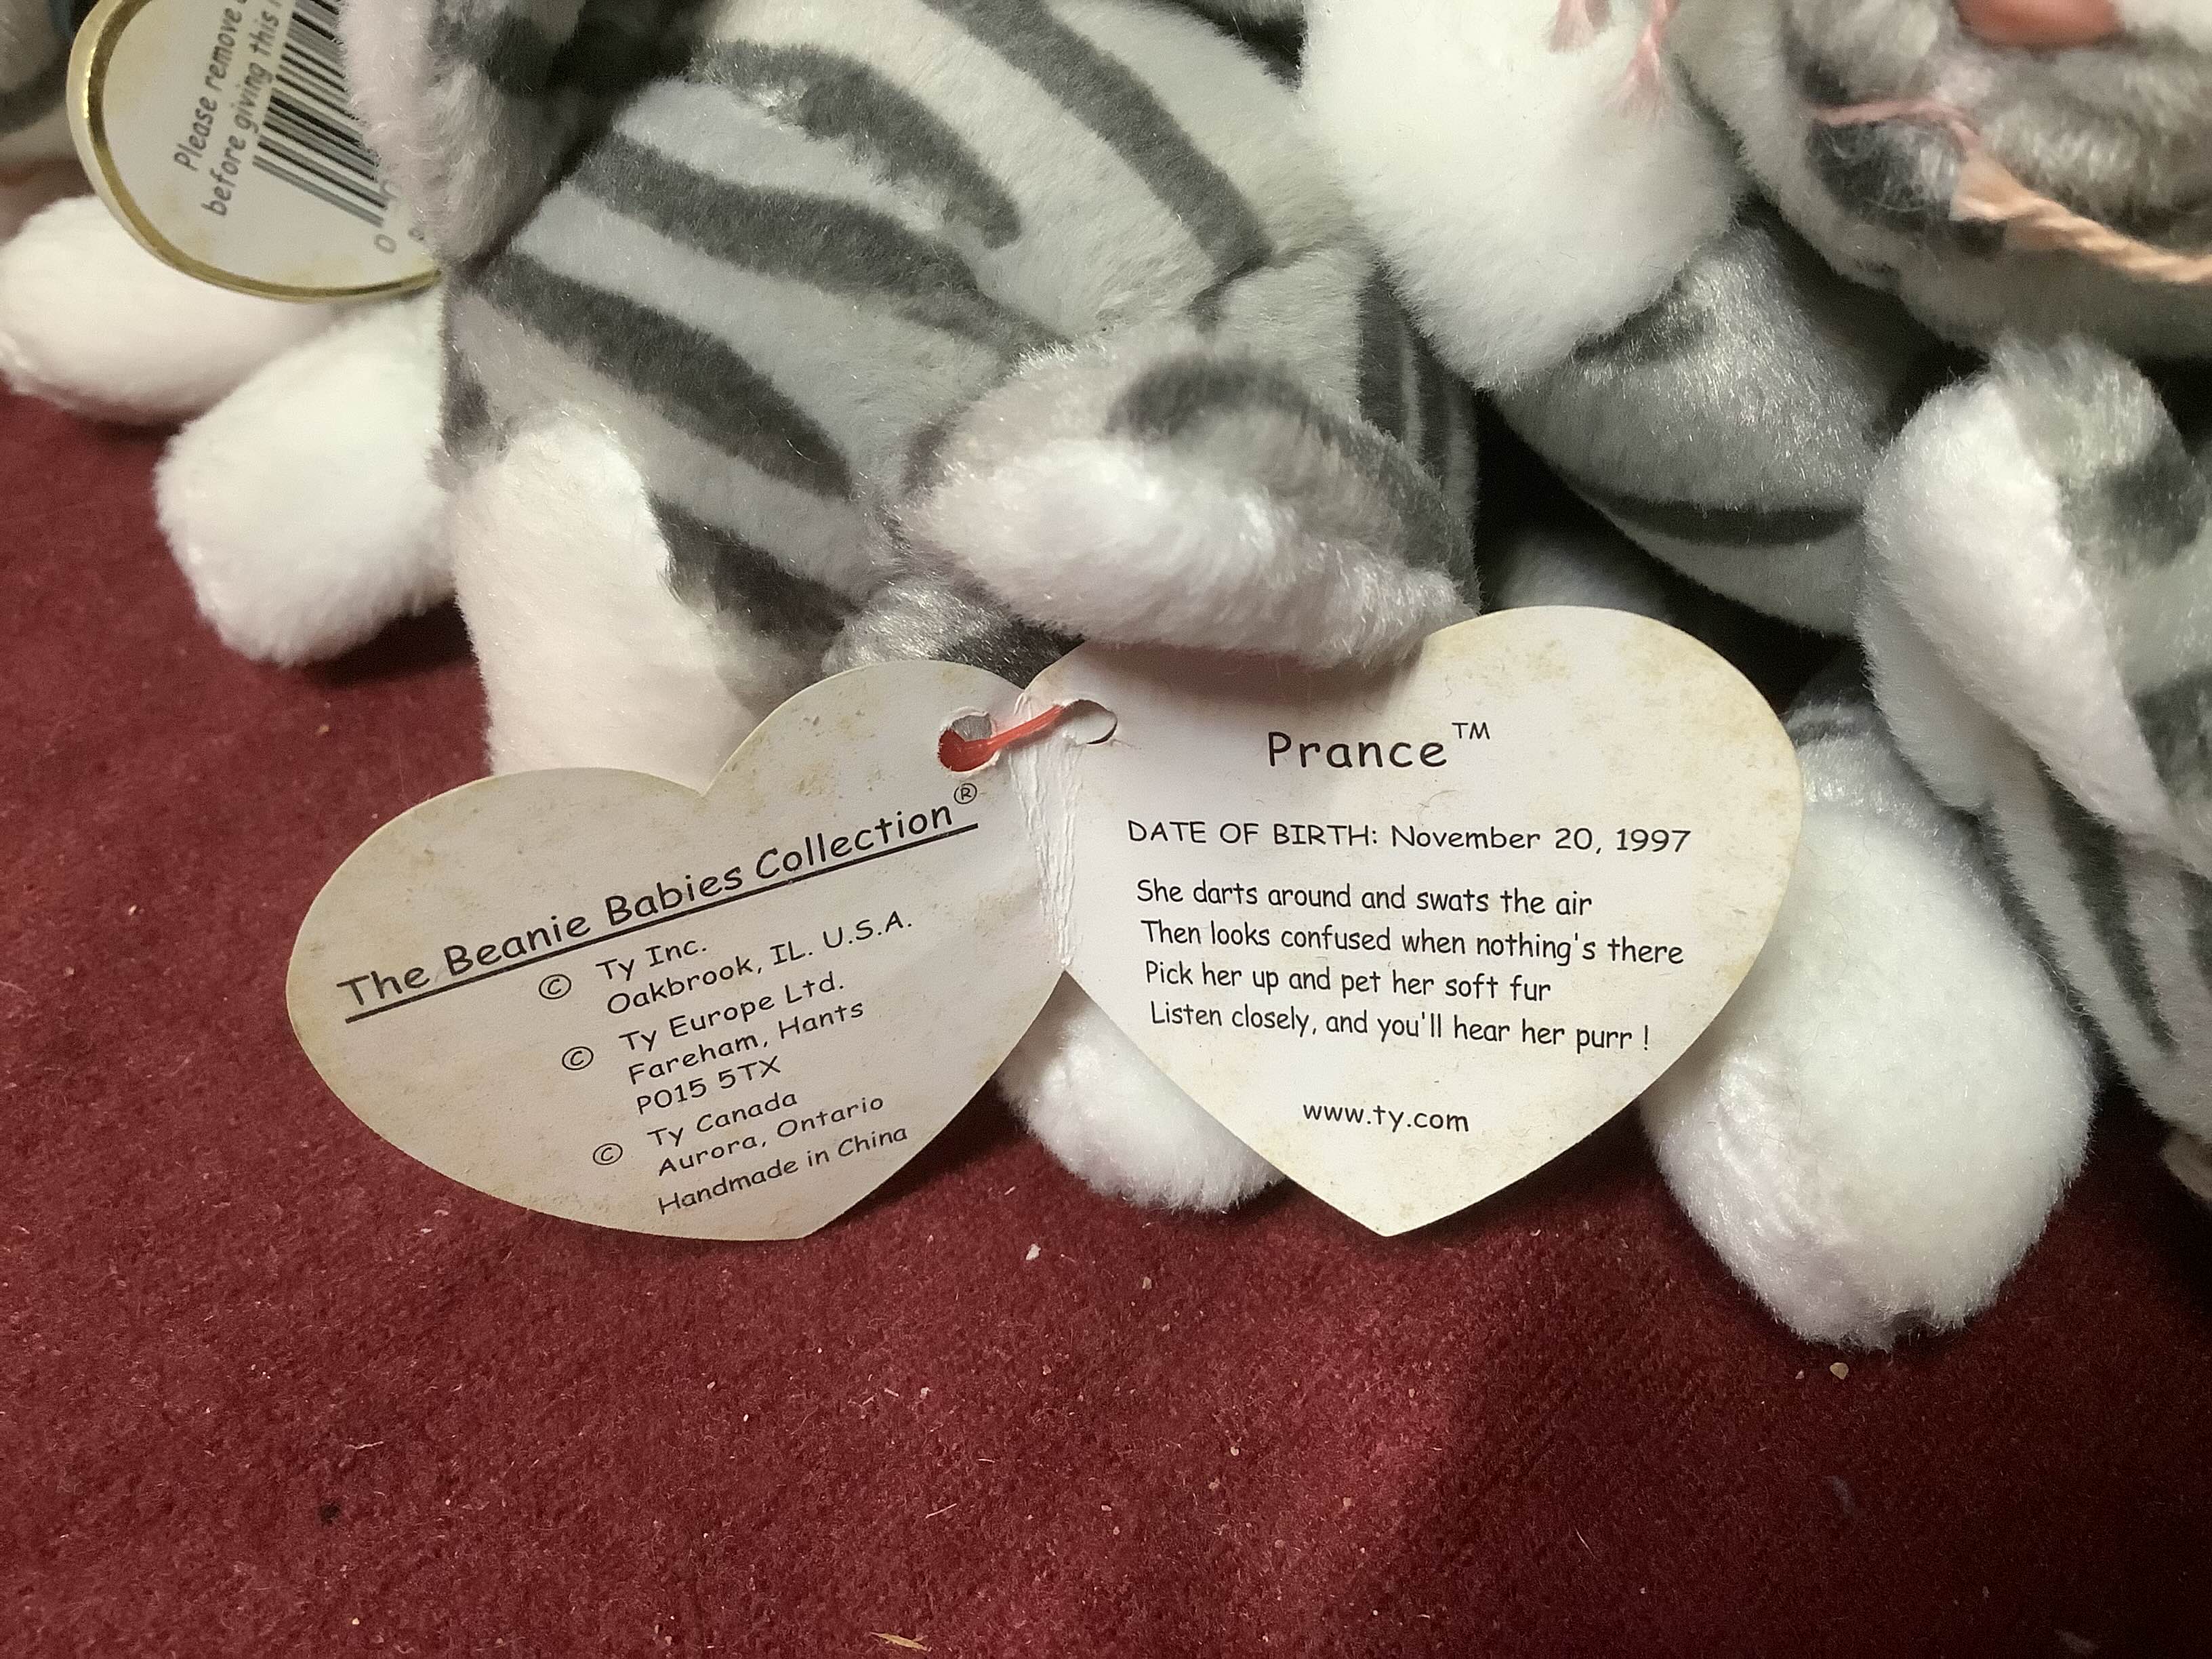 Please remove
before giving this
0
The Beanie Babies Collection®
© Ty Inc.
Oakbrook, IL. U.S.A.
© Ty Europe Ltd.
Fareham, Hants
PO15 5TX
© Ty Canada
Aurora, Ontario
Handmade in China
Prance™
DATE OF BIRTH: November 20, 1997
She darts around and swats the air
Then looks confused when nothing's there
Pick her up and pet her soft fur
Listen closely, and you'll hear her purr !
www.ty.com